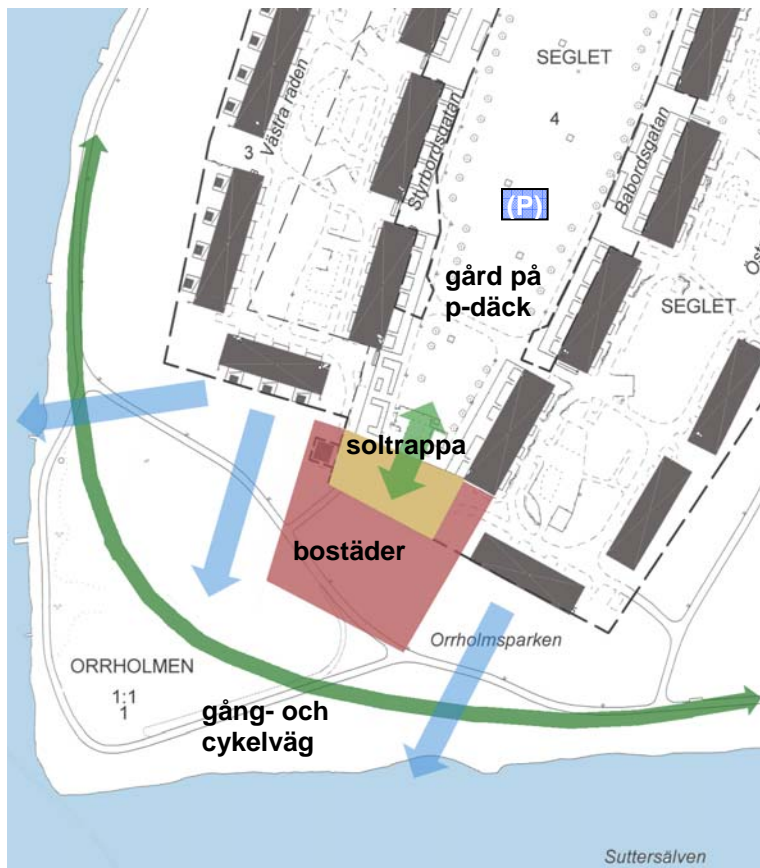 SEGLET
4
Västra raden
Styrbordsgatan
Babordsgatan
3
(P)
Öst
gård på
p-däck
SEGLET
soltrappa
bostäder
Orrholmsparken
ORRHOLMEN
1:1
1
gång- och
cykelväg
Suttersälven